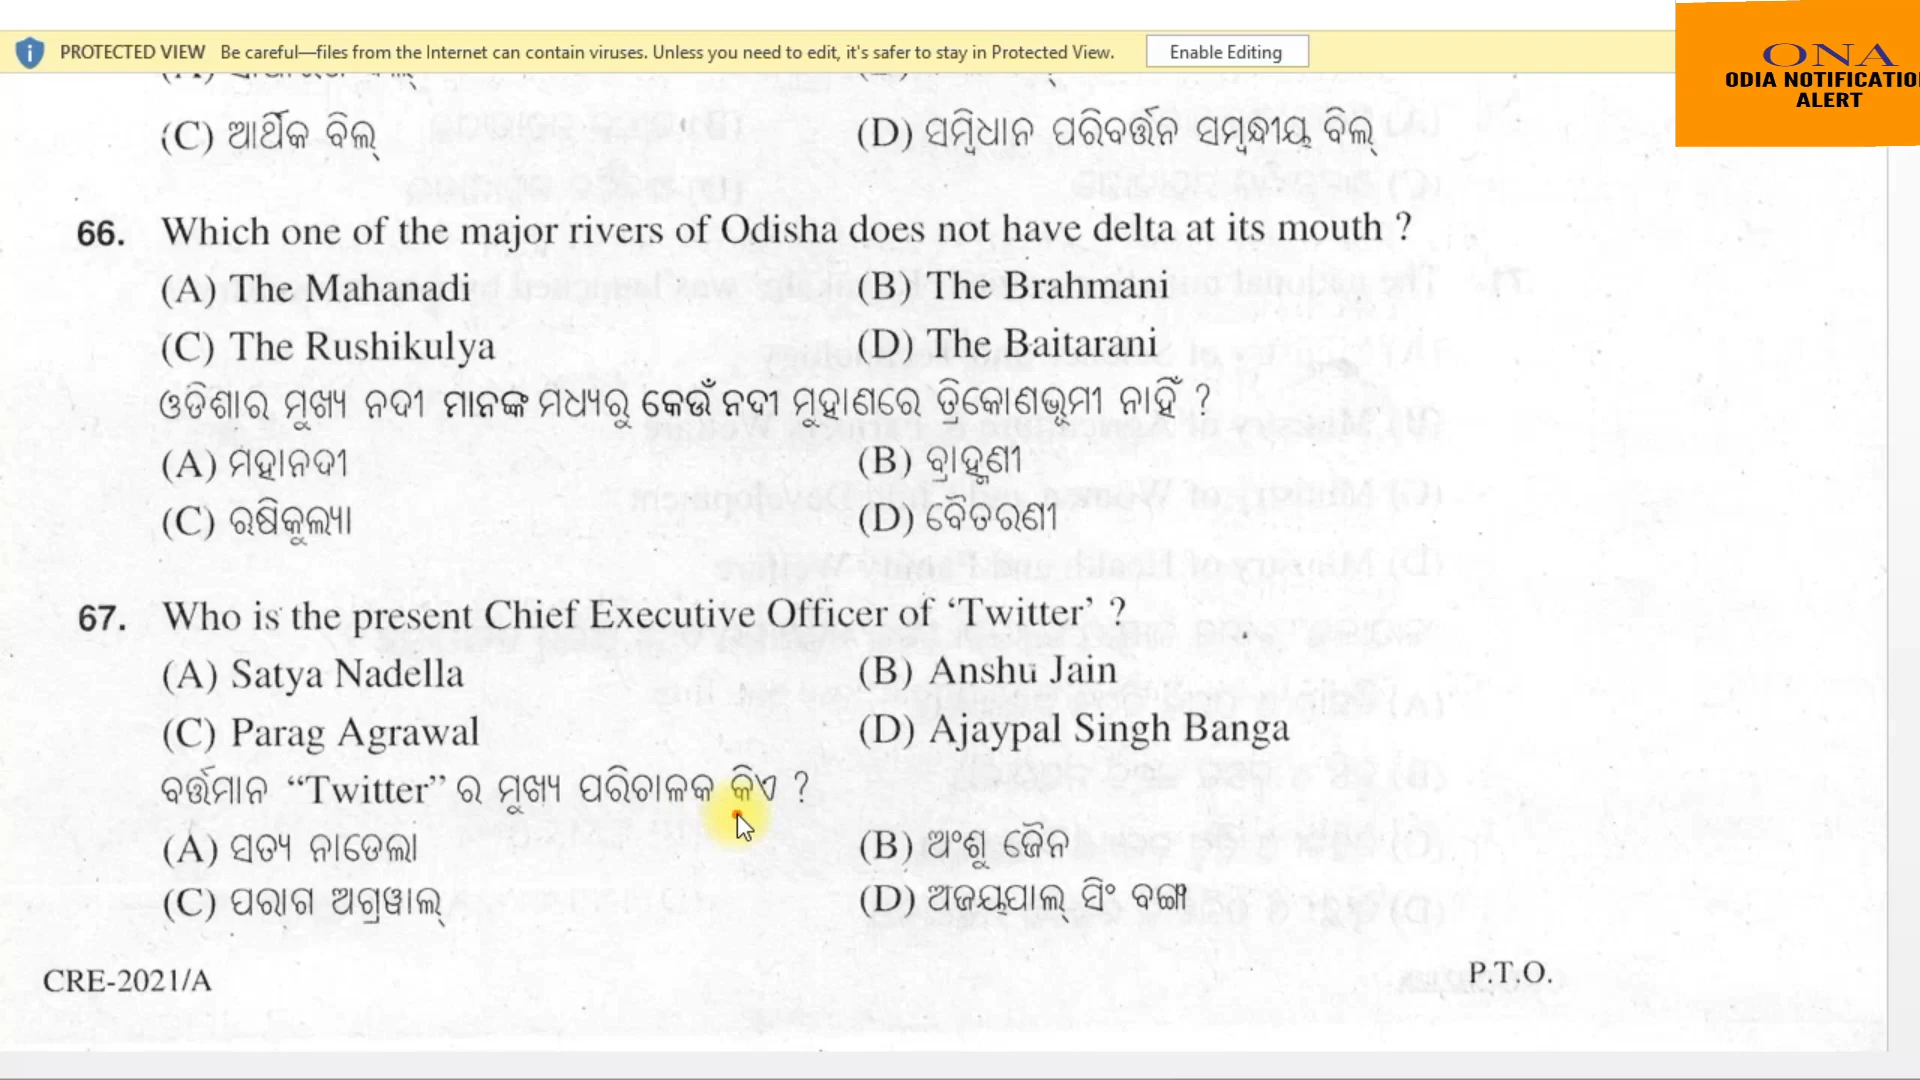 PROTECTED VIEW Be careful—files from the Internet can contain viruses. Unless you need to edit, it's safer to stay in Protected View. Enable Editing
ONA
ODIA NOTIFICATIO
ALERT
(C) ଆର୍ଥିକ ବିଲ୍ (D) ସମ୍ବିଧାନ ପରିବର୍ତ୍ତନ ସମ୍ବନ୍ଧୀୟ ବିଲ୍
66. Which one of the major rivers of Odisha does not have delta at its mouth ?
(A) The Mahanadi (B) The Brahmani
(C) The Rushikulya (D) The Baitarani
ଓଡିଶାର ମୁଖ୍ୟ ନଦୀ ମାନଙ୍କ ମଧ୍ୟରୁ କେଉଁ ନଦୀ ମୁହାଣରେ ତ୍ରିକୋଣଭୂମୀ ନାହିଁ ?
(A) ମହାନଦୀ (B) ବ୍ରାହ୍ମଣୀ
(C) ଋଷିକୁଲ୍ୟା (D) ବୈତରଣୀ
67. Who is the present Chief Executive Officer of ‘Twitter’ ?
(A) Satya Nadella (B) Anshu Jain
(C) Parag Agrawal (D) Ajaypal Singh Banga
ବର୍ତ୍ତମାନ “Twitter” ର ମୁଖ୍ୟ ପରିଚାଳକ କିଏ ?
(A) ସତ୍ୟ ନାଡେଲା (B) ଅଂଶୁ ଜୈନ
(C) ପରାଗ ଅଗ୍ରୱାଲ୍ (D) ଅଜୟପାଲ୍ ସିଂ ବଙ୍ଗା
CRE-2021/A P.T.O.